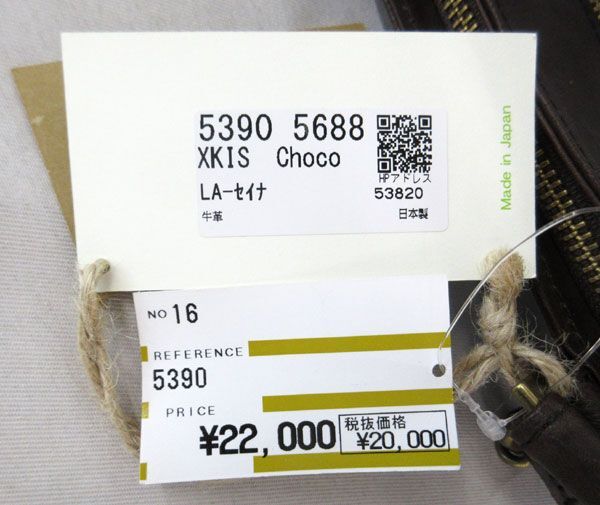 5390 5688
XKIS Choco
HPアドレス
LA-セイナ
53820
牛革
日本製
Made in Japan
NO 16
REFERENCE
5390
PRICE
¥22,000
税抜価格
¥20,000